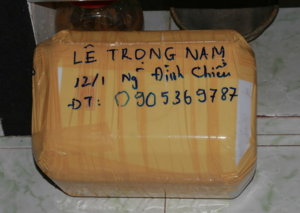 LÊ TRỌNG NAM
12/1 Ng Đình Chiểu
ĐT: 0905369787